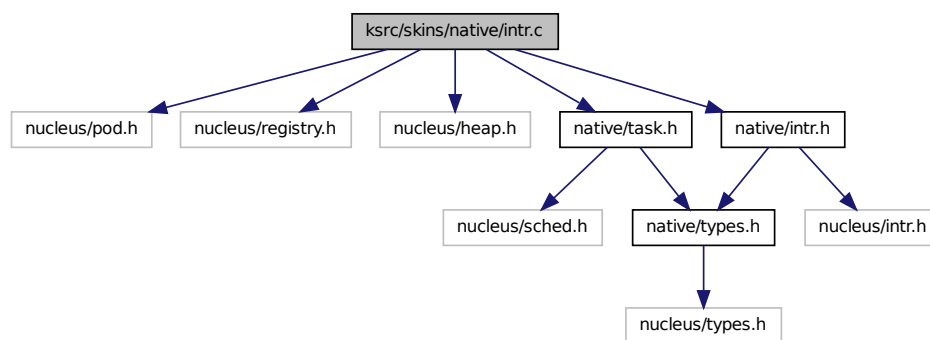 ksrc/skins/native/intr.c
nucleus/pod.h
nucleus/registry.h
nucleus/heap.h
native/task.h
native/intr.h
nucleus/sched.h
native/types.h
nucleus/intr.h
nucleus/types.h